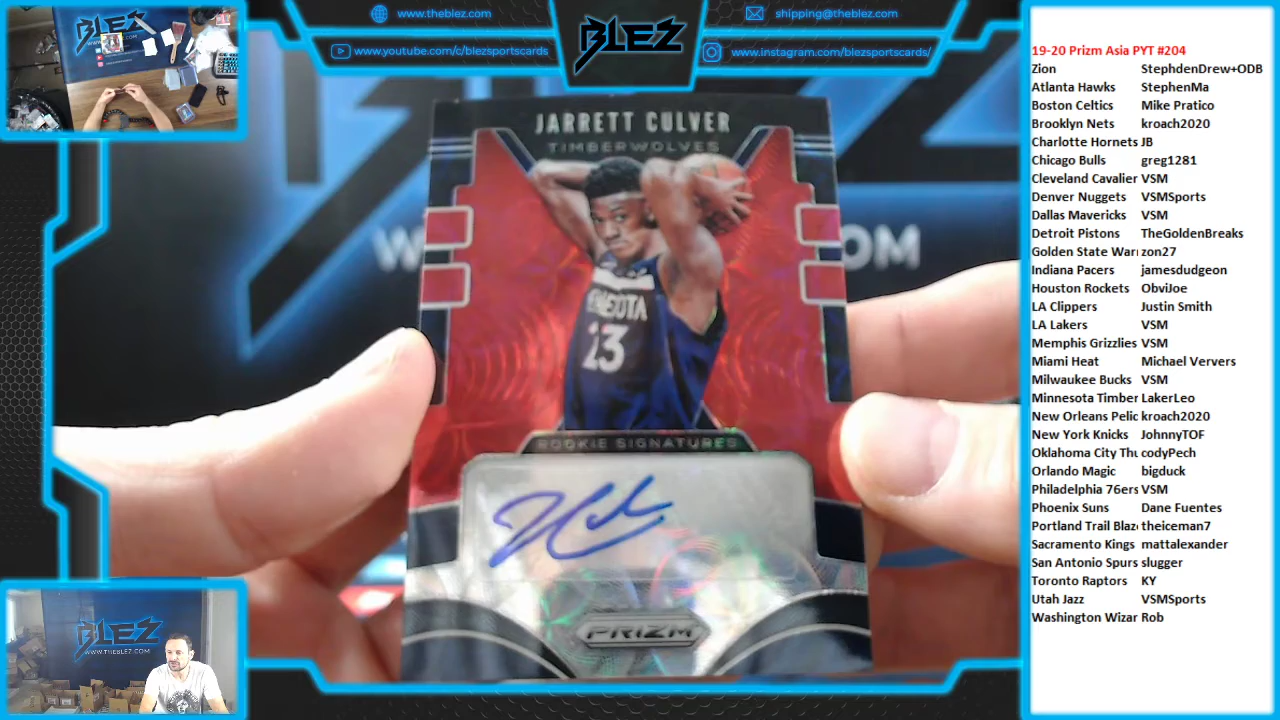 www.theblez.com
www.youtube.com/c/blezsportscards
BLEZ
shipping@theblez.com
www.instagram.com/blezsportscards/
JARRETT CULVER
TIMBERWOLVES
23
ROOKIE SIGNATURES
PRIZM
BLEZ
WWW.THEBLEZ.COM
19-20 Prizm Asia PYT #204
Zion StephdenDrew+ODB
Atlanta Hawks StephenMa
Boston Celtics Mike Pratico
Brooklyn Nets kroach2020
Charlotte Hornets JB
Chicago Bulls greg1281
Cleveland Cavalier VSM
Denver Nuggets VSMSports
Dallas Mavericks VSM
Detroit Pistons TheGoldenBreaks
Golden State War zon27
Indiana Pacers jamesdudgeon
Houston Rockets ObviJoe
LA Clippers Justin Smith
LA Lakers VSM
Memphis Grizzlies VSM
Miami Heat Michael Ververs
Milwaukee Bucks VSM
Minnesota Timber LakerLeo
New Orleans Pelic kroach2020
New York Knicks JohnnyTOF
Oklahoma City Thu codyPech
Orlando Magic bigduck
Philadelphia 76ers VSM
Phoenix Suns Dane Fuentes
Portland Trail Blaz theiceman7
Sacramento Kings mattalexander
San Antonio Spurs slugger
Toronto Raptors KY
Utah Jazz VSMSports
Washington Wizar Rob